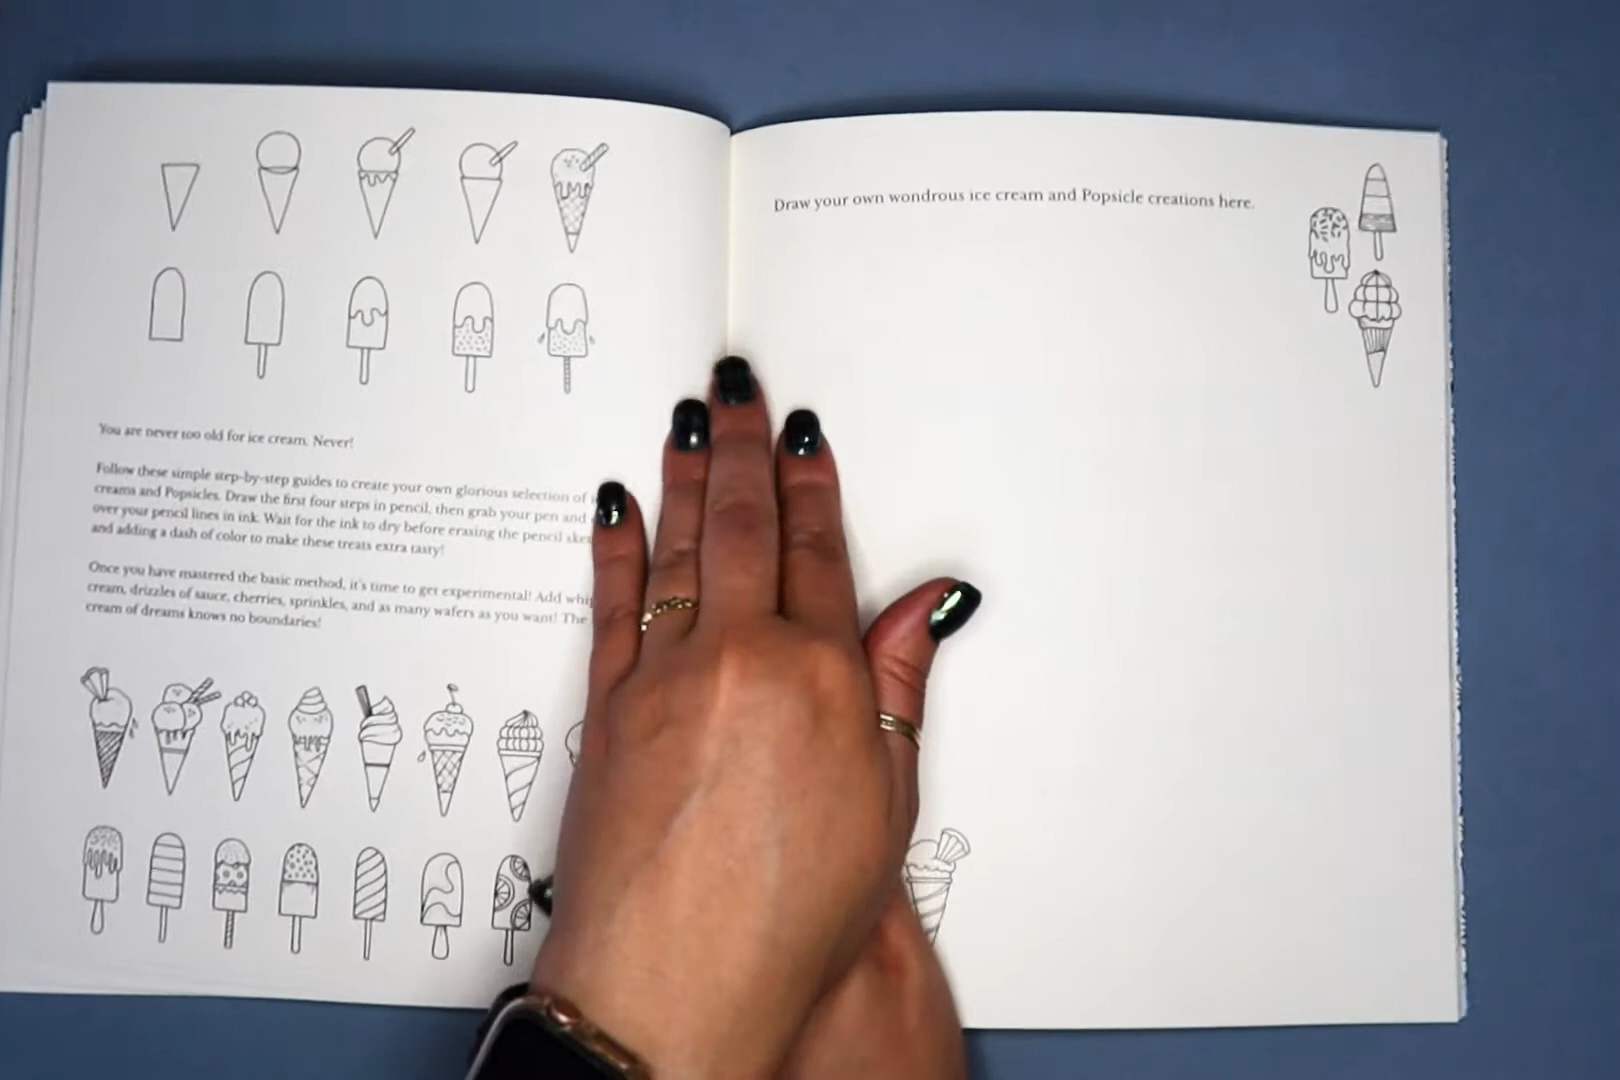 You are never too old for ice cream. Never!
Follow these simple step-by-step guides to create your own glorious selection of
creams and Popsicles. Draw the first four steps in pencil, then grab your pen and
over your pencil lines in ink. Wait for the ink to dry before erasing the pencil
and adding a dash of color to make these treats extra tasty!
Once you have mastered the basic method, it's time to get experimental! Add
cream, drizzles of sauce, cherries, sprinkles, and as many wafers as you want! The
cream of dreams knows no boundaries!
Draw your own wondrous ice cream and Popsicle creations here.